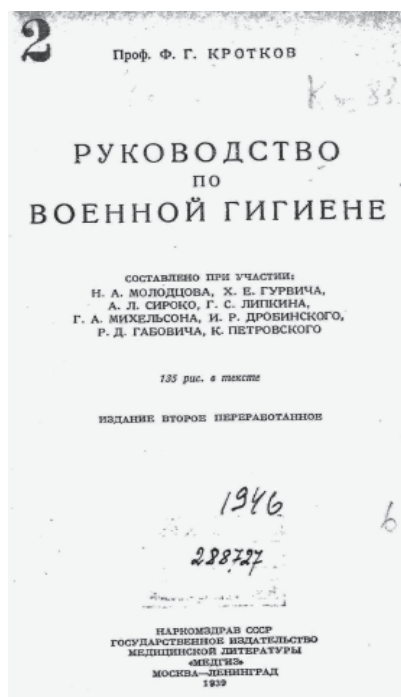 2
Проф. Ф. Г. КРОТКОВ
РУКОВОДСТВО
ПО
ВОЕННОЙ ГИГИЕНЕ
СОСТАВЛЕНО ПРИ УЧАСТИИ:
Н. А. МОЛОДЦОВА, Х. Е. ГУРВИЧА,
А. Л. СИРОКО, Г. С. ЛИПКИНА,
Г. А. МИХЕЛЬСОНА, И. Р. ДРОБИНСКОГО,
Р. Д. ГАБОВИЧА, К. ПЕТРОВСКОГО
135 рис. в тексте
ИЗДАНИЕ ВТОРОЕ ПЕРЕРАБОТАННОЕ
1946
288727
НАРКОМЗДРАВ СССР
ГОСУДАРСТВЕННОЕ ИЗДАТЕЛЬСТВО
МЕДИЦИНСКОЙ ЛИТЕРАТУРЫ
«МЕДГИЗ»
МОСКВА—ЛЕНИНГРАД
1939